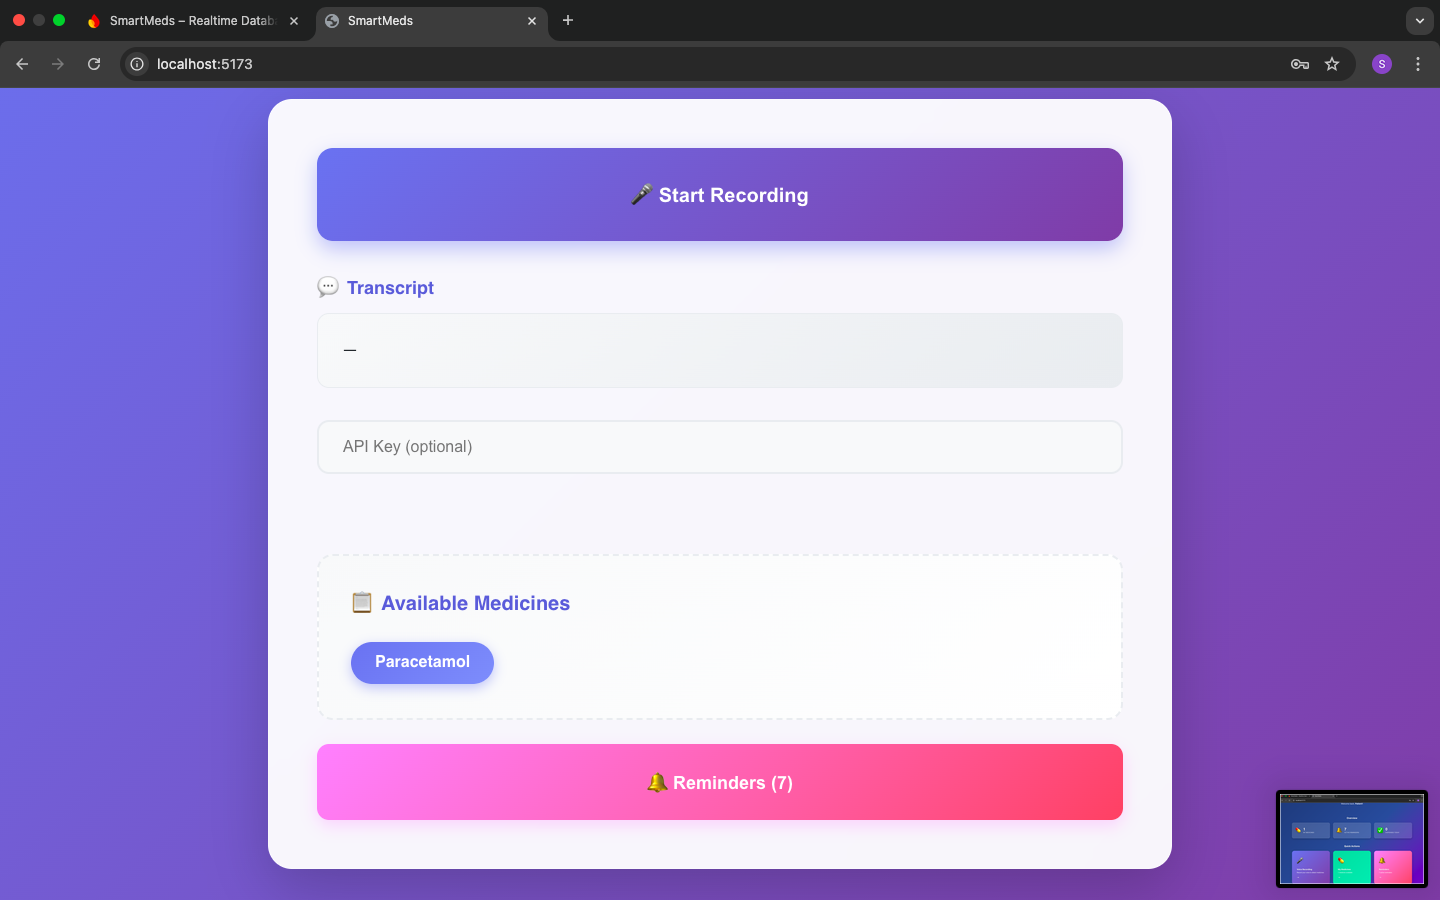 SmartMeds – Realtime Datab
SmartMeds
localhost:5173
S
🎤 Start Recording
💬 Transcript
—
API Key (optional)
📋 Available Medicines
Paracetamol
🔔 Reminders (7)